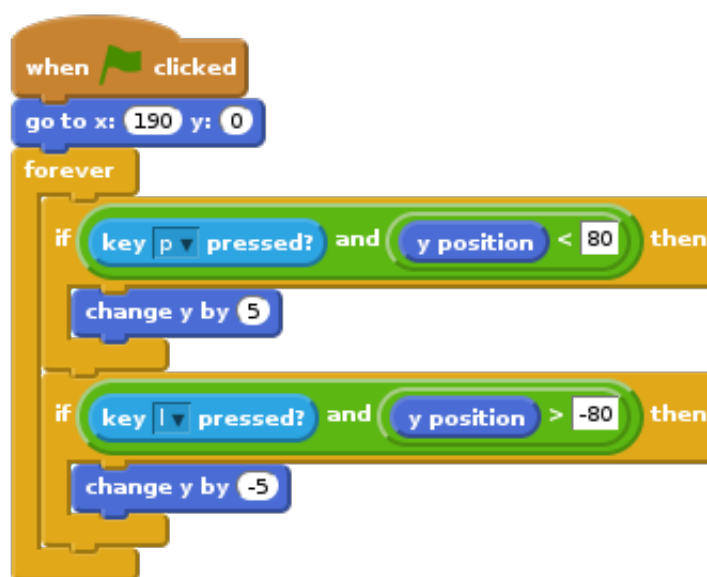 when clicked
go to x: 190 y: 0
forever
if key p pressed? and y position < 80 then
change y by 5
if key l pressed? and y position > -80 then
change y by -5